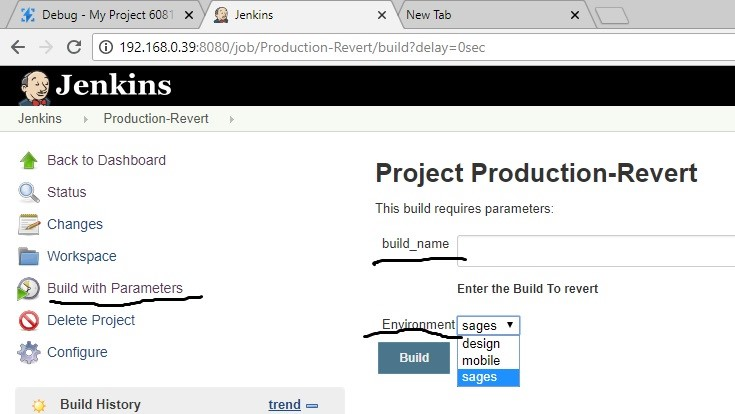 Debug - My Project 6081
Jenkins
New Tab
192.168.0.39:8080/job/Production-Revert/build?delay=0sec
Jenkins
Jenkins Production-Revert
Back to Dashboard
Status
Changes
Workspace
Build with Parameters
Delete Project
Configure
Build History trend
Project Production-Revert
This build requires parameters:
build_name
Enter the Build To revert
Environment sages
design
mobile
sages
Build